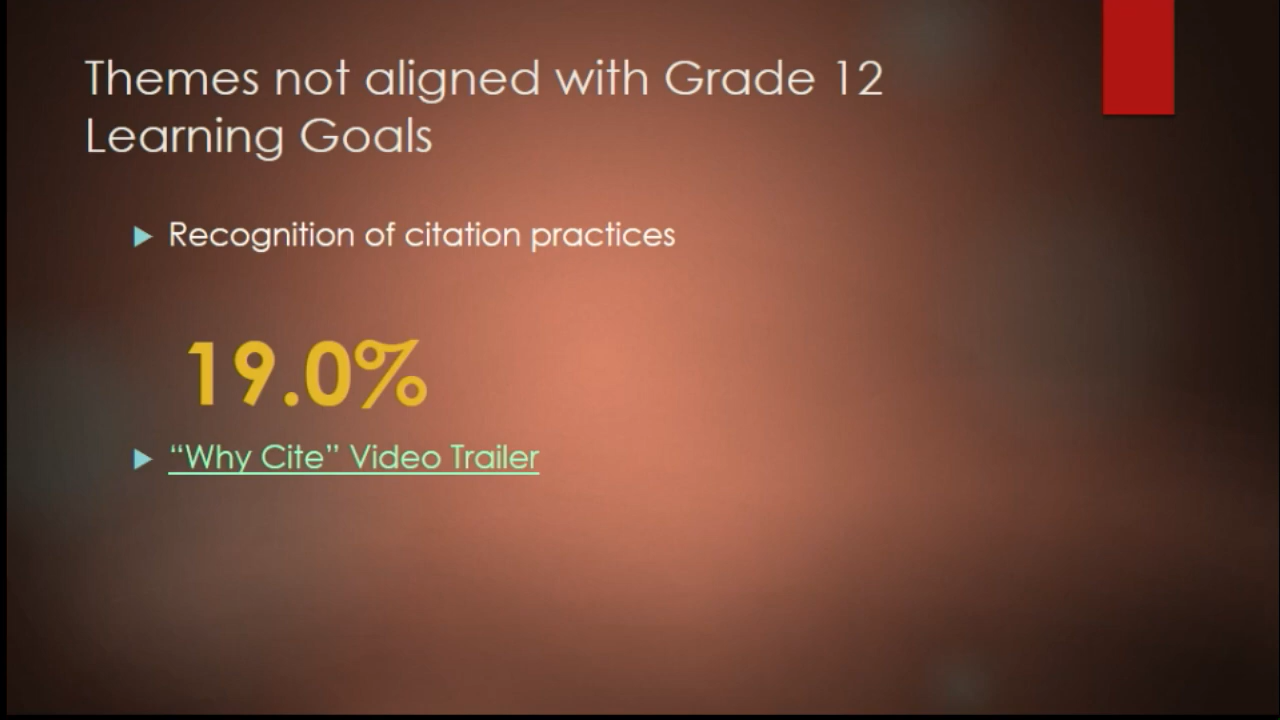 Themes not aligned with Grade 12
Learning Goals
Recognition of citation practices
19.0%
“Why Cite” Video Trailer